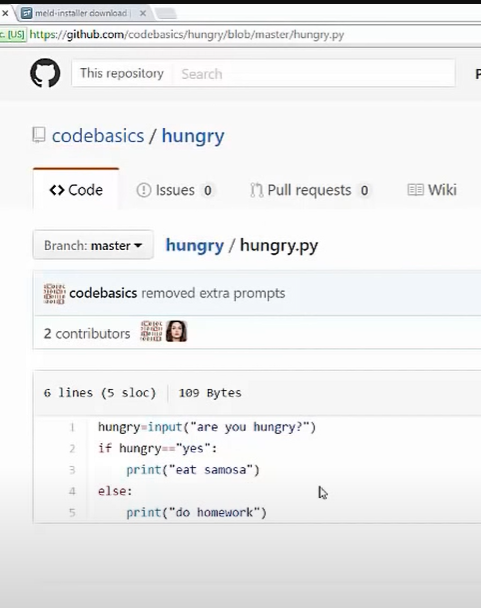 meld-installer download |
c. [US] https://github.com/codebasics/hungry/blob/master/hungry.py
This repository Search
codebasics / hungry
<> Code Issues 0 Pull requests 0 Wiki
Branch: master hungry / hungry.py
codebasics removed extra prompts
2 contributors
6 lines (5 sloc) 109 Bytes
1 hungry=input("are you hungry?")
2 if hungry=="yes":
3 print("eat samosa")
4 else:
5 print("do homework")